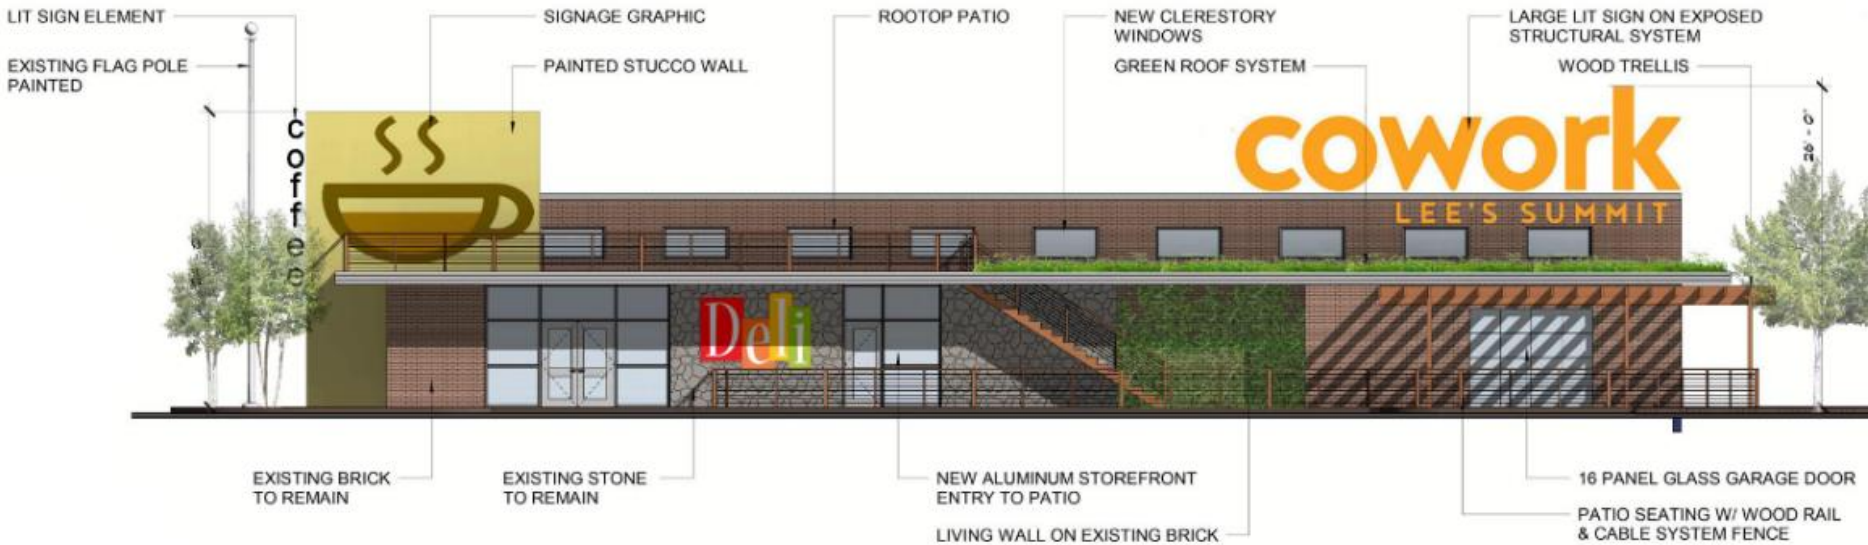 LIT SIGN ELEMENT
SIGNAGE GRAPHIC
ROOTOP PATIO
NEW CLERESTORY
WINDOWS
LARGE LIT SIGN ON EXPOSED
STRUCTURAL SYSTEM
EXISTING FLAG POLE
PAINTED
PAINTED STUCCO WALL
GREEN ROOF SYSTEM
WOOD TRELLIS
coffee
cowork
LEE'S SUMMIT
26' - 0"
Deli
EXISTING BRICK
TO REMAIN
EXISTING STONE
TO REMAIN
NEW ALUMINUM STOREFRONT
ENTRY TO PATIO
16 PANEL GLASS GARAGE DOOR
LIVING WALL ON EXISTING BRICK
PATIO SEATING W/ WOOD RAIL
& CABLE SYSTEM FENCE